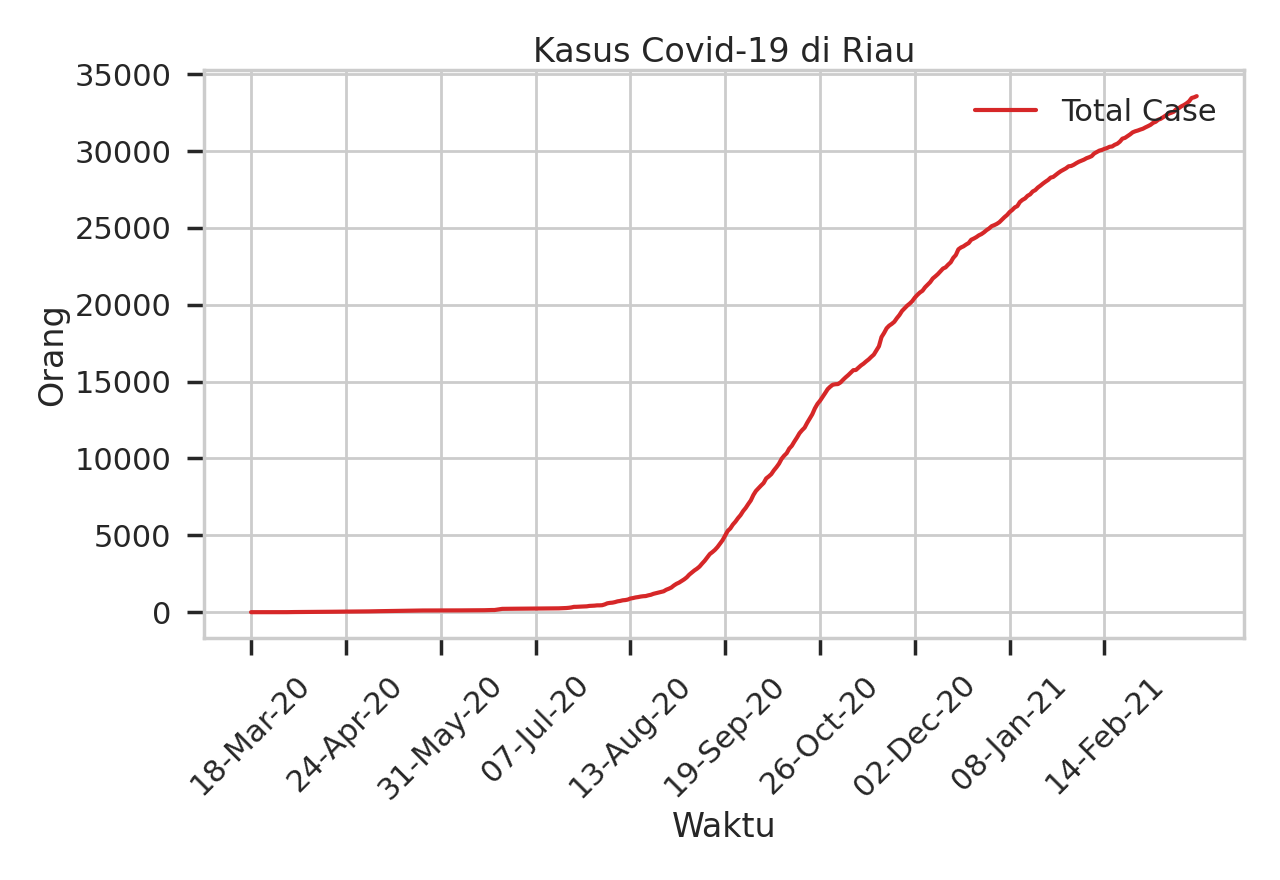 Kasus Covid-19 di Riau
Total Case
Orang
35000
30000
25000
20000
15000
10000
5000
0
18-Mar-20
24-Apr-20
31-May-20
07-Jul-20
13-Aug-20
19-Sep-20
26-Oct-20
02-Dec-20
08-Jan-21
14-Feb-21
Waktu